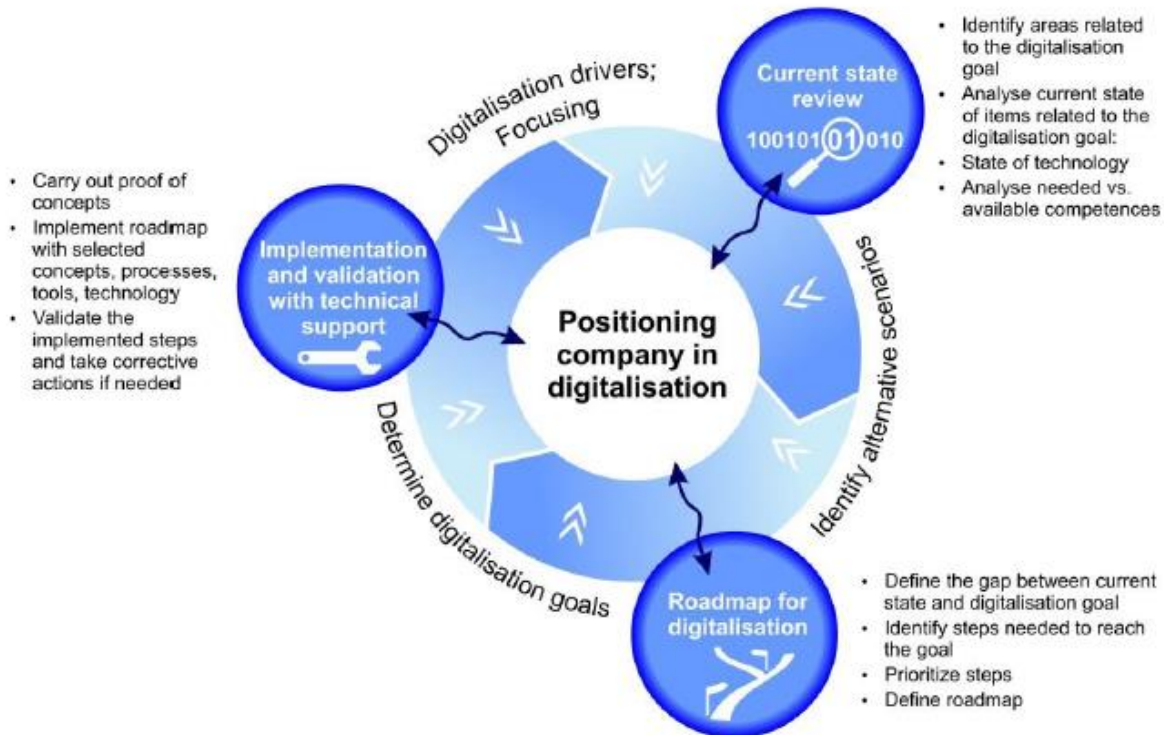 • Identify areas related
to the digitalisation
goal
• Analyse current state
of items related to the
digitalisation goal:
• State of technology
• Analyse needed vs.
available competences
Current state
review
100101 01 010
Digitalisation drivers;
Focusing
• Carry out proof of
concepts
• Implement roadmap
with selected
concepts, processes,
tools, technology
• Validate the
implemented steps
and take corrective
actions if needed
Implementation
and validation
with technical
support
Positioning
company in
digitalisation
Identify alternative scenarios
Determine digitalisation goals
Roadmap for
digitalisation
• Define the gap between current
state and digitalisation goal
• Identify steps needed to reach
the goal
• Prioritize steps
• Define roadmap